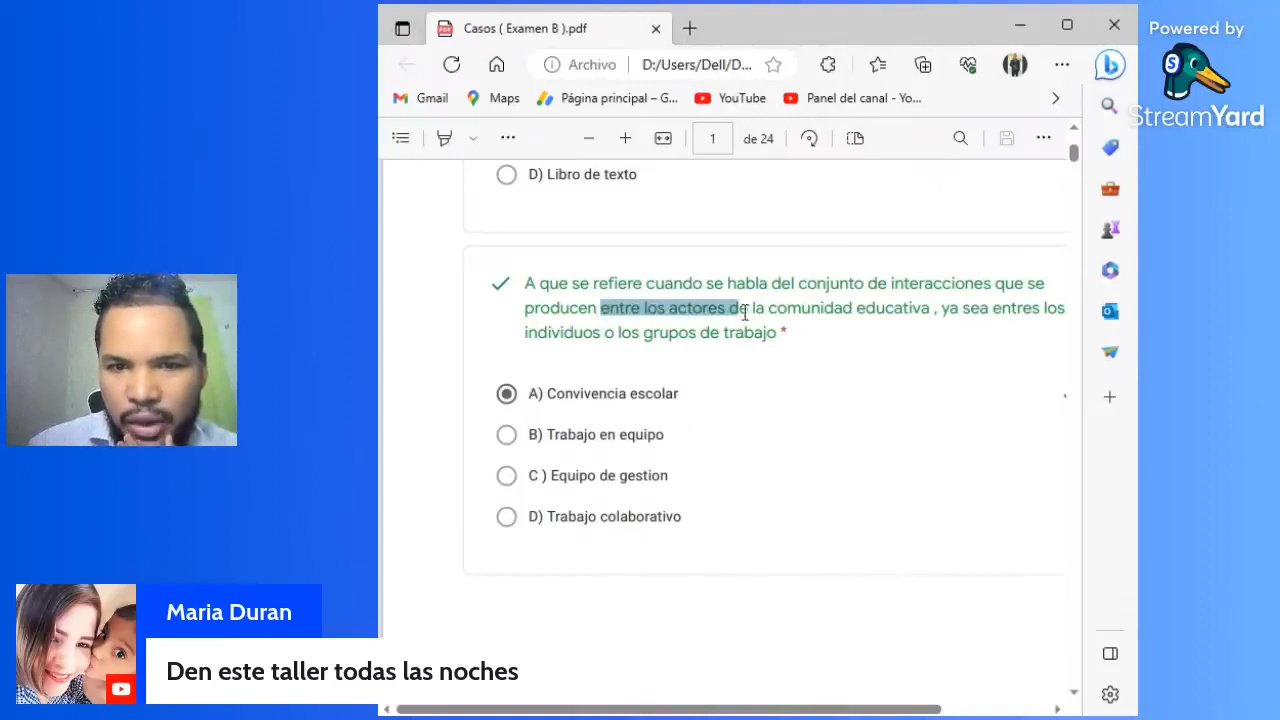 Casos ( Examen B ).pdf
Archivo
D:/Users/Dell/D...
Gmail
Maps
Página principal – G...
YouTube
Panel del canal - Yo...
1
de 24
Powered by
StreamYard
D) Libro de texto
A que se refiere cuando se habla del conjunto de interacciones que se
producen entre los actores de la comunidad educativa , ya sea entres los
individuos o los grupos de trabajo *
A) Convivencia escolar
B) Trabajo en equipo
C ) Equipo de gestion
D) Trabajo colaborativo
Maria Duran
Den este taller todas las noches